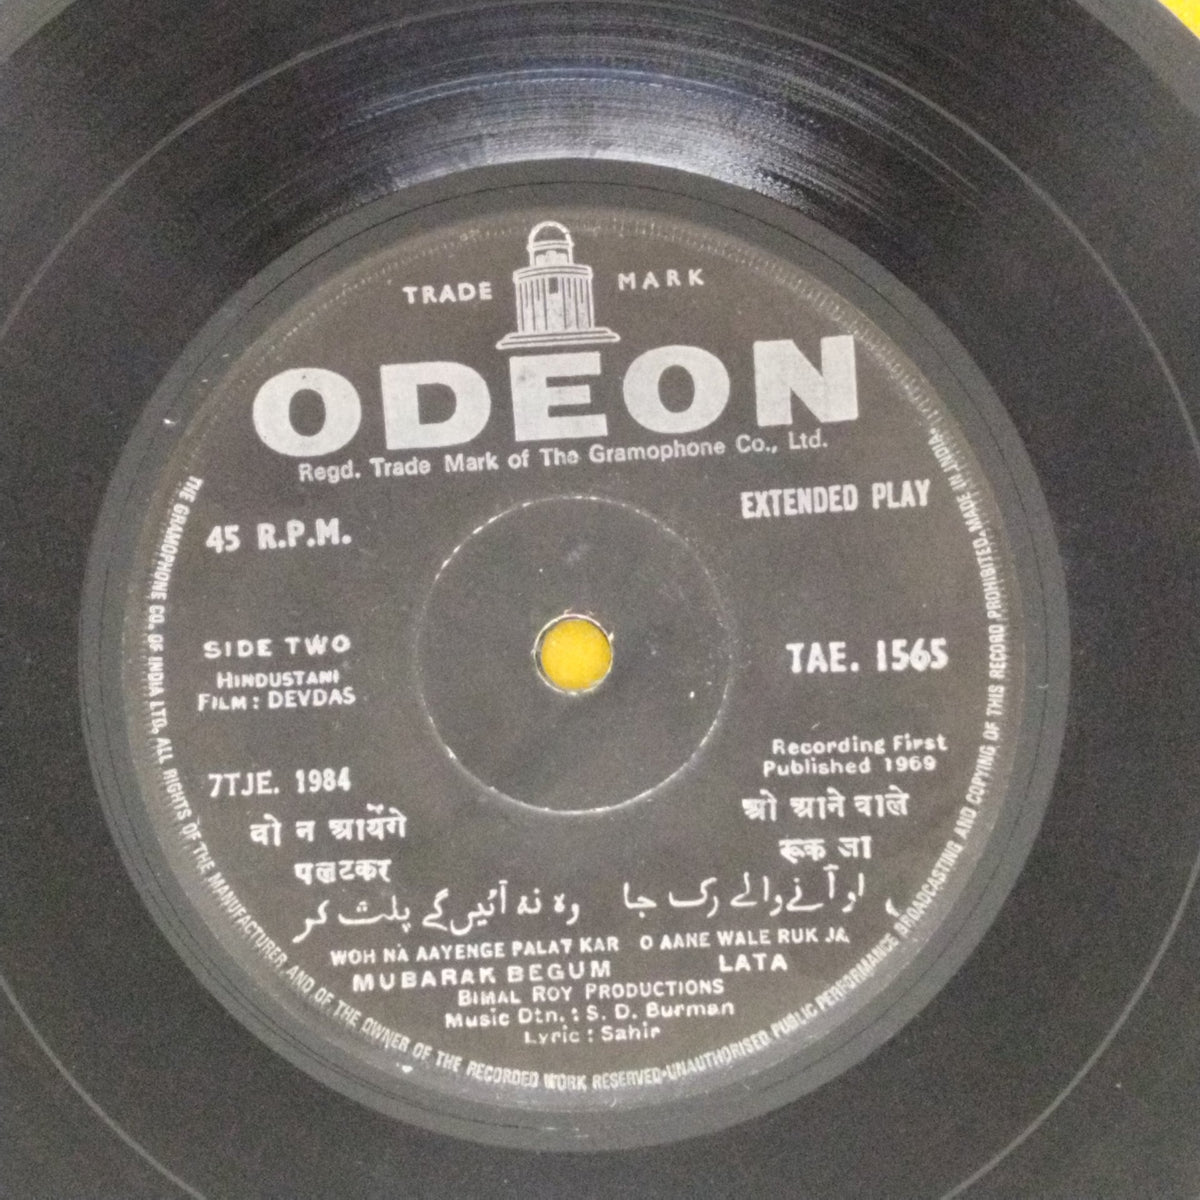 TRADE MARK
ODEON
Regd. Trade Mark of The Gramophone Co., Ltd.
45 R.P.M.
EXTENDED PLAY
SIDE TWO
HINDUSTANI
FILM : DEVDAS
TAE. 1565
7TJE. 1984
Recording First
Published 1969
वो न आयेंगे
पलटकर
ओ आने वाले
रूक जा
وہ نہ آئیں گے پلٹ کر
او آنے والے رک جا
WOH NA AAYENGE PALAT KAR
O AANE WALE RUK JA
MUBARAK BEGUM
LATA
BIMAL ROY PRODUCTIONS
Music Dtn. : S. D. Burman
Lyric : Sahir
THE GRAMOPHONE CO. OF INDIA LTD. ALL RIGHTS OF THE MANUFACTURER AND OF THE OWNER OF THE RECORDED WORK RESERVED-UNAUTHORISED PUBLIC PERFORMANCE BROADCASTING AND COPYING OF THIS RECORD PROHIBITED-MADE IN INDIA